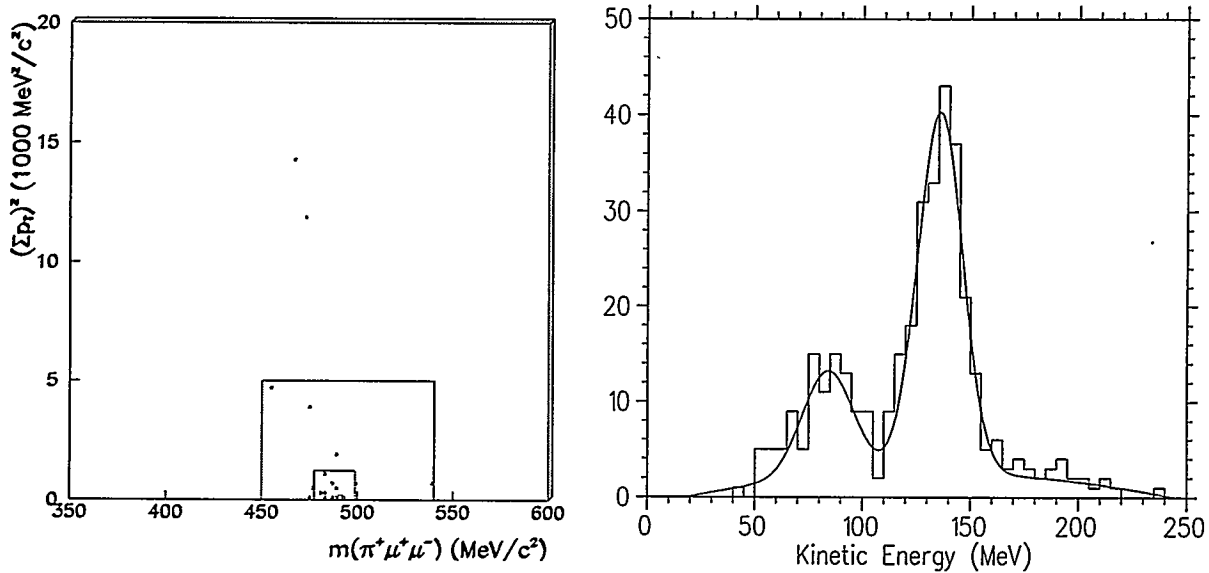 (Σp_T)² (1000 MeV²/c²)
20
15
10
5
0
350 400 450 500 550 600
m(π⁺μ⁺μ⁻) (MeV/c²)
50
40
30
20
10
0
0 50 100 150 200 250
Kinetic Energy (MeV)